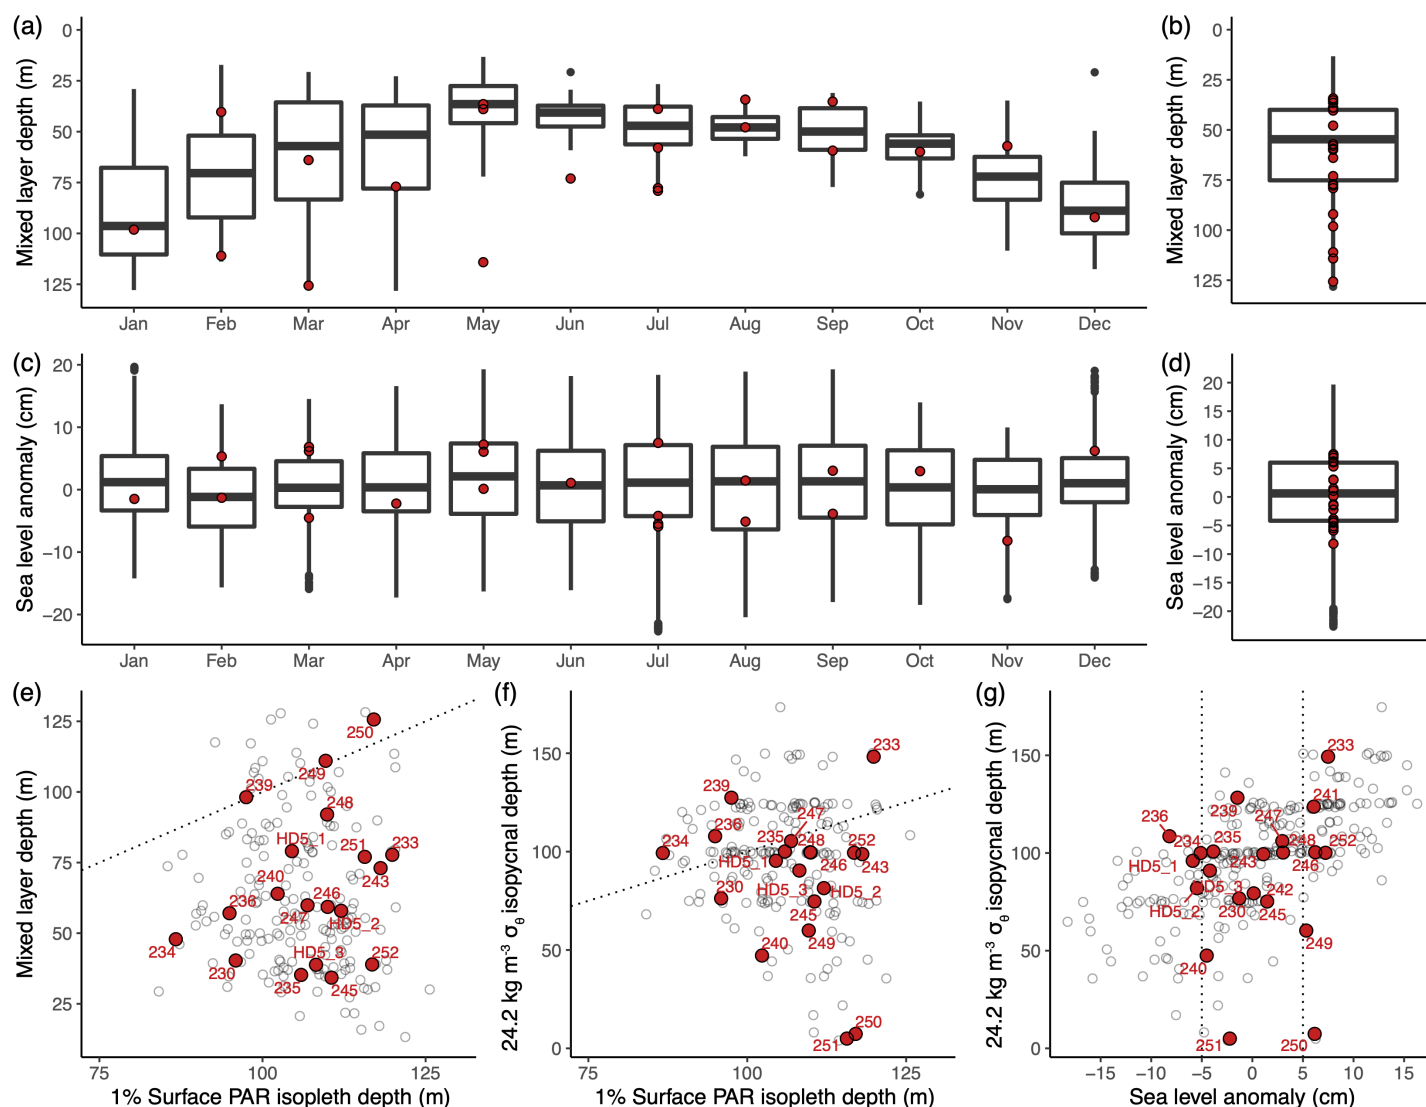 (a)
Mixed layer depth (m)
0
25
50
75
100
125
Jan Feb Mar Apr May Jun Jul Aug Sep Oct Nov Dec
(b)
Mixed layer depth (m)
0
25
50
75
100
125
(c)
Sea level anomaly (cm)
20
10
0
−10
−20
Jan Feb Mar Apr May Jun Jul Aug Sep Oct Nov Dec
(d)
Sea level anomaly (cm)
20
15
10
5
0
−5
−10
−15
−20
(e)
Mixed layer depth (m)
125
100
75
50
25
250
249
239
248
HD5_1
251
233
243
240
236
246
247
HD5_2
234
230
HD5_3
252
235
245
75 100 125
1% Surface PAR isopleth depth (m)
(f)
24.2 kg m-3 σθ isopycnal depth (m)
150
100
50
0
233
239
247
236
235
248
252
234
HD5_1
246
243
230
HD5_3
HD5_2
245
240
249
250
251
75 100 125
1% Surface PAR isopleth depth (m)
(g)
24.2 kg m-3 σθ isopycnal depth (m)
150
100
50
0
233
241
239
236
247
234
235
248
252
HD5_1
243
246
HD5_3
242
HD5_2
230
245
249
240
251
250
−15 −10 −5 0 5 10 15
Sea level anomaly (cm)